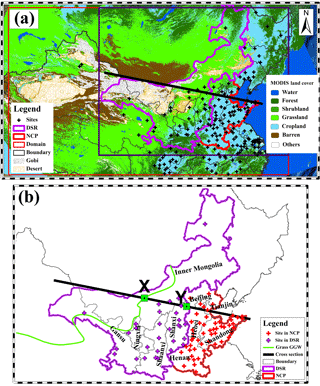 (a)
N
MODIS land cover
Water
Forest
Shrubland
Grassland
Cropland
Barren
Others
Legend
Sites
DSR
NCP
Domain
Boundary
Gobi
Desert
(b)
X
Y
Inner Mongolia
Beijing
Tianjin
Hebei
Shandong
Henan
Shanxi
Shaanxi
Ningxia
Gansu
Legend
Site in NCP
Site in DSR
Grass GGW
Cross section
Boundary
DSR
NCP